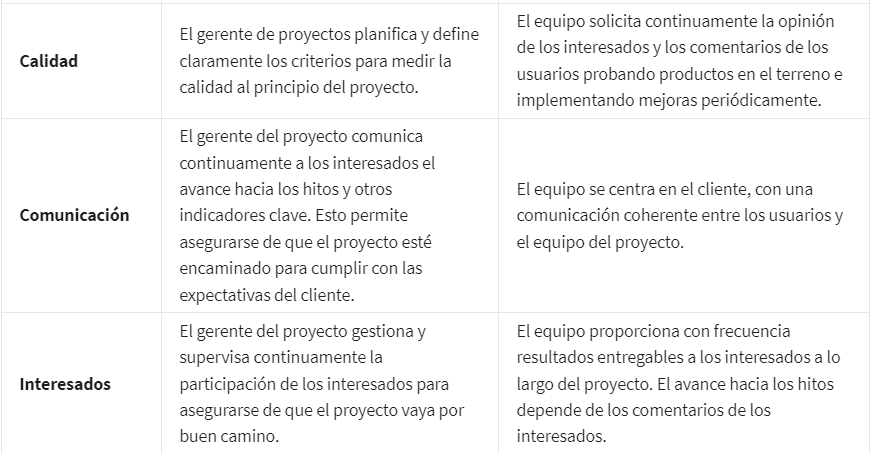 Calidad
El gerente de proyectos planifica y define
claramente los criterios para medir la
calidad al principio del proyecto.
El equipo solicita continuamente la opinión
de los interesados y los comentarios de los
usuarios probando productos en el terreno e
implementando mejoras periódicamente.
Comunicación
El gerente del proyecto comunica
continuamente a los interesados el
avance hacia los hitos y otros
indicadores clave. Esto permite
asegurarse de que el proyecto esté
encaminado para cumplir con las
expectativas del cliente.
El equipo se centra en el cliente, con una
comunicación coherente entre los usuarios y
el equipo del proyecto.
Interesados
El gerente del proyecto gestiona y
supervisa continuamente la
participación de los interesados para
asegurarse de que el proyecto vaya por
buen camino.
El equipo proporciona con frecuencia
resultados entregables a los interesados a lo
largo del proyecto. El avance hacia los hitos
depende de los comentarios de los
interesados.